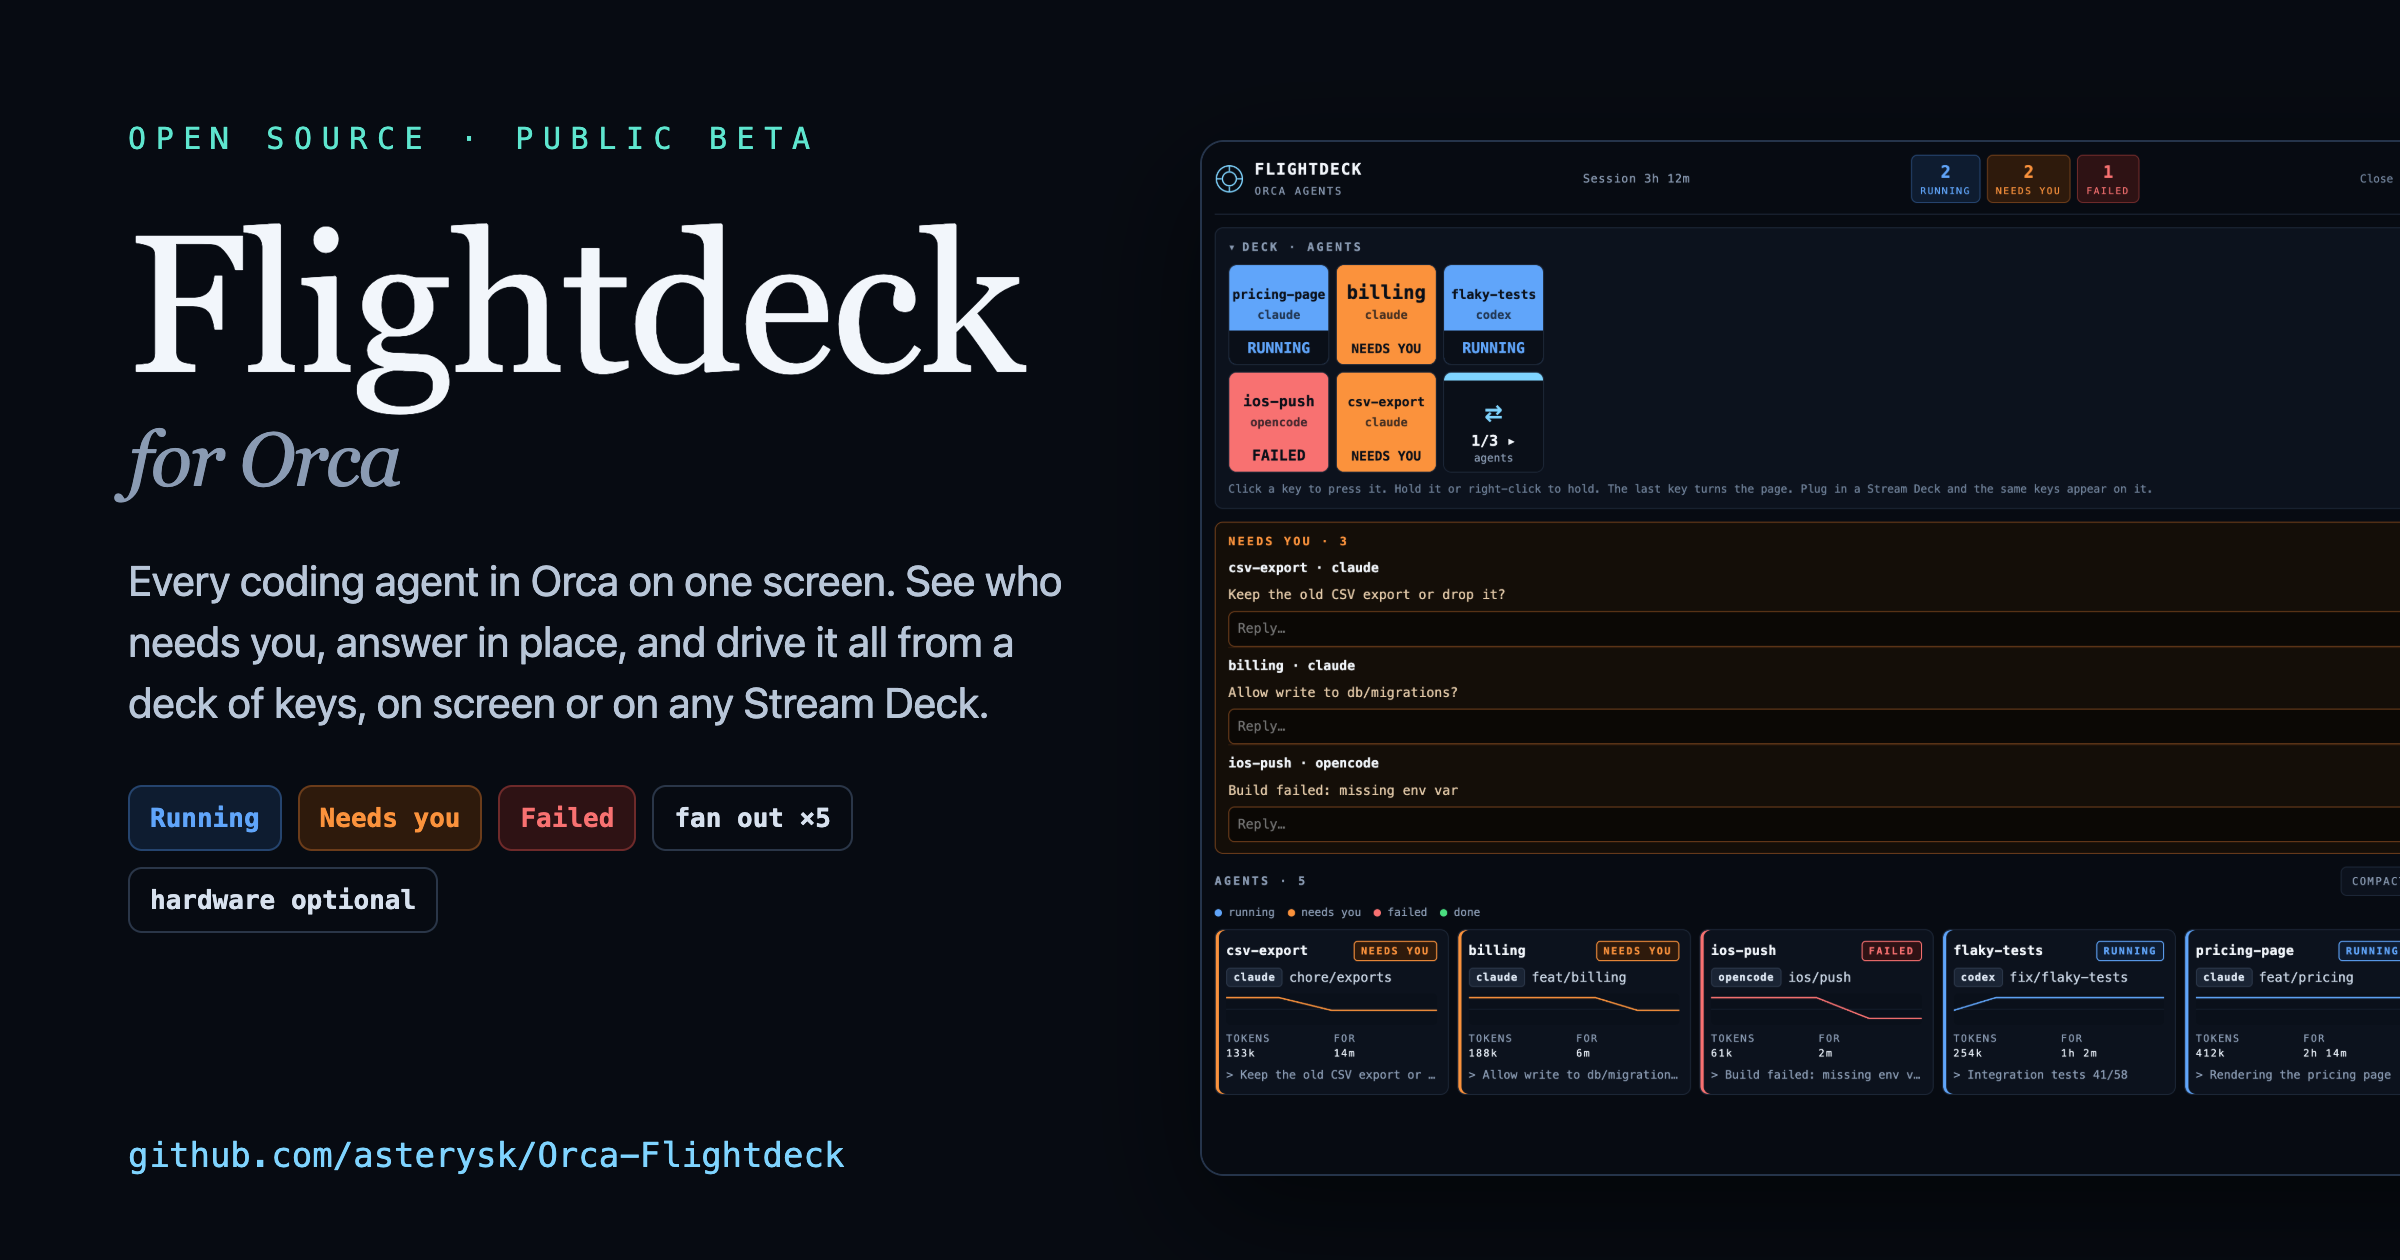 OPEN SOURCE · PUBLIC BETA
Flightdeck
for Orca
Every coding agent in Orca on one screen. See who
needs you, answer in place, and drive it all from a
deck of keys, on screen or on any Stream Deck.
Running
Needs you
Failed
fan out ×5
hardware optional
github.com/asterysk/Orca-Flightdeck
FLIGHTDECK
ORCA AGENTS
Session 3h 12m
2
RUNNING
2
NEEDS YOU
1
FAILED
Close
▾ DECK · AGENTS
pricing-page
claude
RUNNING
billing
claude
NEEDS YOU
flaky-tests
codex
RUNNING
ios-push
opencode
FAILED
csv-export
claude
NEEDS YOU
⇄
1/3 ▸
agents
Click a key to press it. Hold it or right-click to hold. The last key turns the page. Plug in a Stream Deck and the same keys appear on it.
NEEDS YOU · 3
csv-export · claude
Keep the old CSV export or drop it?
Reply…
billing · claude
Allow write to db/migrations?
Reply…
ios-push · opencode
Build failed: missing env var
Reply…
AGENTS · 5
COMPACT
running
needs you
failed
done
csv-export
NEEDS YOU
claude chore/exports
TOKENS FOR
133k 14m
> Keep the old CSV export or …
billing
NEEDS YOU
claude feat/billing
TOKENS FOR
188k 6m
> Allow write to db/migration…
ios-push
FAILED
opencode ios/push
TOKENS FOR
61k 2m
> Build failed: missing env v…
flaky-tests
RUNNING
codex fix/flaky-tests
TOKENS FOR
254k 1h 2m
> Integration tests 41/58
pricing-page
RUNNING
claude feat/pricing
TOKENS FOR
412k 2h 14m
> Rendering the pricing page